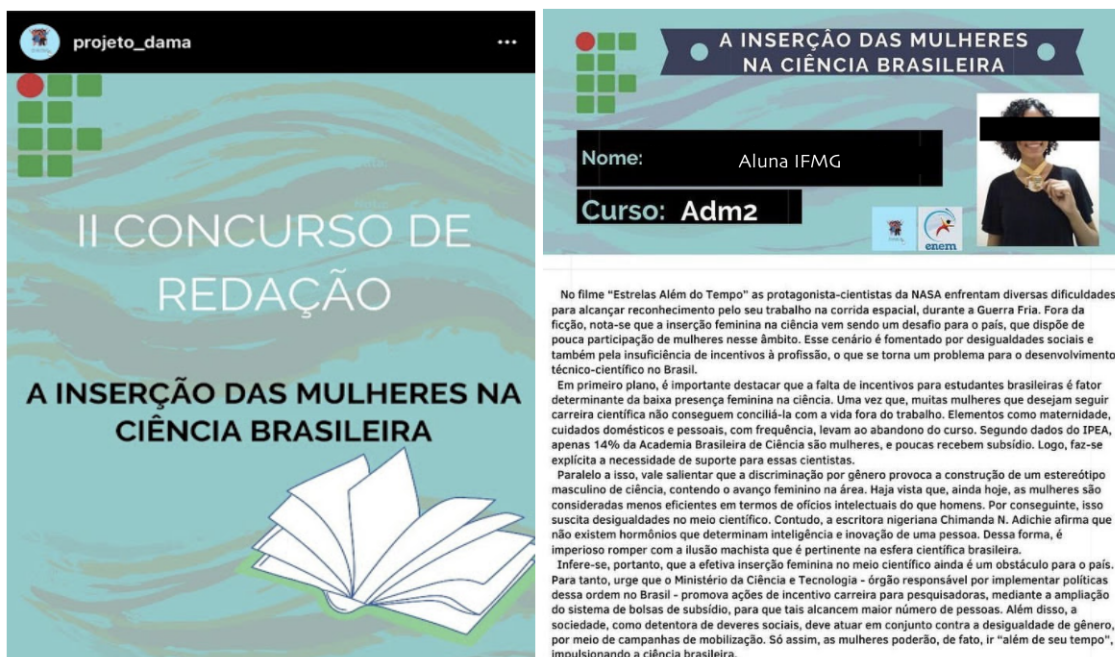 projeto_dama
II CONCURSO DE
REDAÇÃO
A INSERÇÃO DAS MULHERES NA
CIÊNCIA BRASILEIRA
A INSERÇÃO DAS MULHERES
NA CIÊNCIA BRASILEIRA
Nome: Aluna IFMG
Curso: Adm2
enem
No filme “Estrelas Além do Tempo” as protagonista-cientistas da NASA enfrentam diversas dificuldades
para alcançar reconhecimento pelo seu trabalho na corrida espacial, durante a Guerra Fria. Fora da
ficção, nota-se que a inserção feminina na ciência vem sendo um desafio para o país, que dispõe de
pouca participação de mulheres nesse âmbito. Esse cenário é fomentado por desigualdades sociais e
também pela insuficiência de incentivos à profissão, o que se torna um problema para o desenvolvimento
técnico-científico no Brasil.
Em primeiro plano, é importante destacar que a falta de incentivos para estudantes brasileiras é fator
determinante da baixa presença feminina na ciência. Uma vez que, muitas mulheres que desejam seguir
carreira científica não conseguem conciliá-la com a vida fora do trabalho. Elementos como maternidade,
cuidados domésticos e pessoais, com frequência, levam ao abandono do curso. Segundo dados do IPEA,
apenas 14% da Academia Brasileira de Ciência são mulheres, e poucas recebem subsídio. Logo, faz-se
explícita a necessidade de suporte para essas cientistas.
Paralelo a isso, vale salientar que a discriminação por gênero provoca a construção de um estereótipo
masculino de ciência, contendo o avanço feminino na área. Haja vista que, ainda hoje, as mulheres são
consideradas menos eficientes em termos de ofícios intelectuais do que homens. Por conseguinte, isso
suscita desigualdades no meio científico. Contudo, a escritora nigeriana Chimanda N. Adichie afirma que
não existem hormônios que determinam inteligência e inovação de uma pessoa. Dessa forma, é
imperioso romper com a ilusão machista que é pertinente na esfera científica brasileira.
Infere-se, portanto, que a efetiva inserção feminina no meio científico ainda é um obstáculo para o país.
Para tanto, urge que o Ministério da Ciência e Tecnologia - órgão responsável por implementar políticas
dessa ordem no Brasil - promova ações de incentivo carreira para pesquisadoras, mediante a ampliação
do sistema de bolsas de subsídio, para que tais alcancem maior número de pessoas. Além disso, a
sociedade, como detentora de deveres sociais, deve atuar em conjunto contra a desigualdade de gênero,
por meio de campanhas de mobilização. Só assim, as mulheres poderão, de fato, ir “além de seu tempo”,
impulsionando a ciência brasileira.